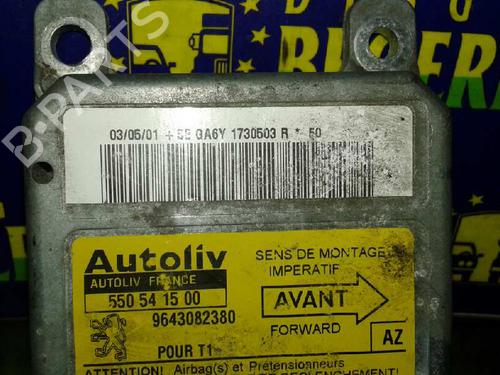 03/05/01 + 5E GA6Y 1730503 R * 50
Autoliv
AUTOLIV FRANCE
550 54 15 00
9643082380
POUR T1
SENS DE MONTAGE
IMPERATIF
AVANT
FORWARD
AZ
ATTENTION! Airbag(s) et Prétensionneurs
B-PARTS